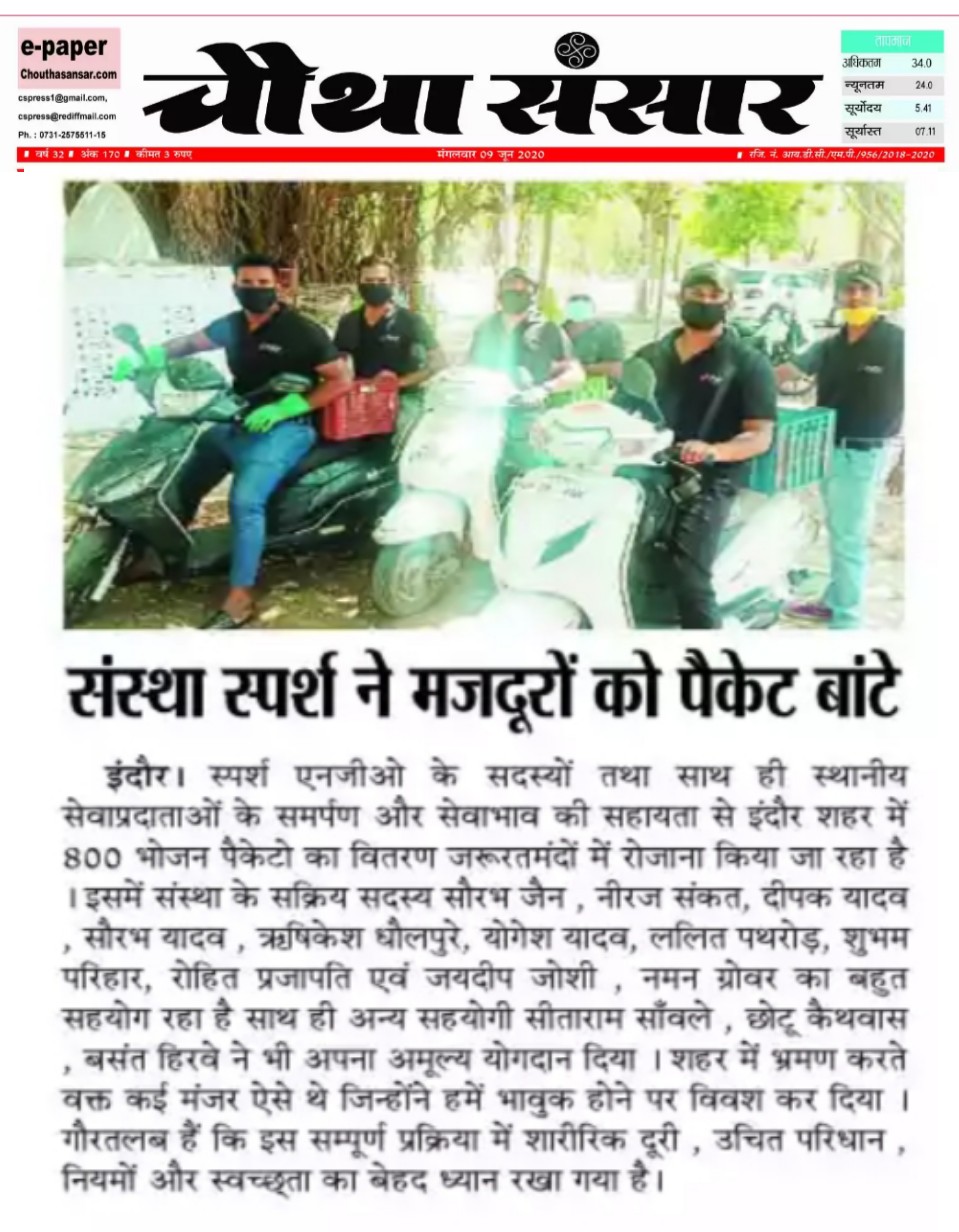 e-paper
Chouthasansar.com
cspress1@gmail.com,
cspress@rediffmail.com
Ph. : 0731-2575511-15
चौथा संसार
तापमान
अधिकतम 34.0
न्यूनतम 24.0
सूर्योदय 5.41
सूर्यास्त 07.11
वर्ष 32 अंक 170 कीमत 3 रुपए मंगलवार 09 जून 2020 रजि. नं. आय.डी.सी./एम.पी./956/2018-2020
संस्था स्पर्श ने मजदूरों को पैकेट बांटे
इंदौर। स्पर्श एनजीओ के सदस्यों तथा साथ ही स्थानीय
सेवाप्रदाताओं के समर्पण और सेवाभाव की सहायता से इंदौर शहर में
800 भोजन पैकेटो का वितरण जरूरतमंदों में रोजाना किया जा रहा है
। इसमें संस्था के सक्रिय सदस्य सौरभ जैन , नीरज संकत, दीपक यादव
, सौरभ यादव , ऋषिकेश धौलपुरे, योगेश यादव, ललित पथरोड़, शुभम
परिहार, रोहित प्रजापति एवं जयदीप जोशी , नमन ग्रोवर का बहुत
सहयोग रहा है साथ ही अन्य सहयोगी सीताराम साँवले , छोटू कैथवास
, बसंत हिरवे ने भी अपना अमूल्य योगदान दिया । शहर में भ्रमण करते
वक्त कई मंजर ऐसे थे जिन्होंने हमें भावुक होने पर विवश कर दिया ।
गौरतलब हैं कि इस सम्पूर्ण प्रक्रिया में शारीरिक दूरी , उचित परिधान ,
नियमों और स्वच्छता का बेहद ध्यान रखा गया है।